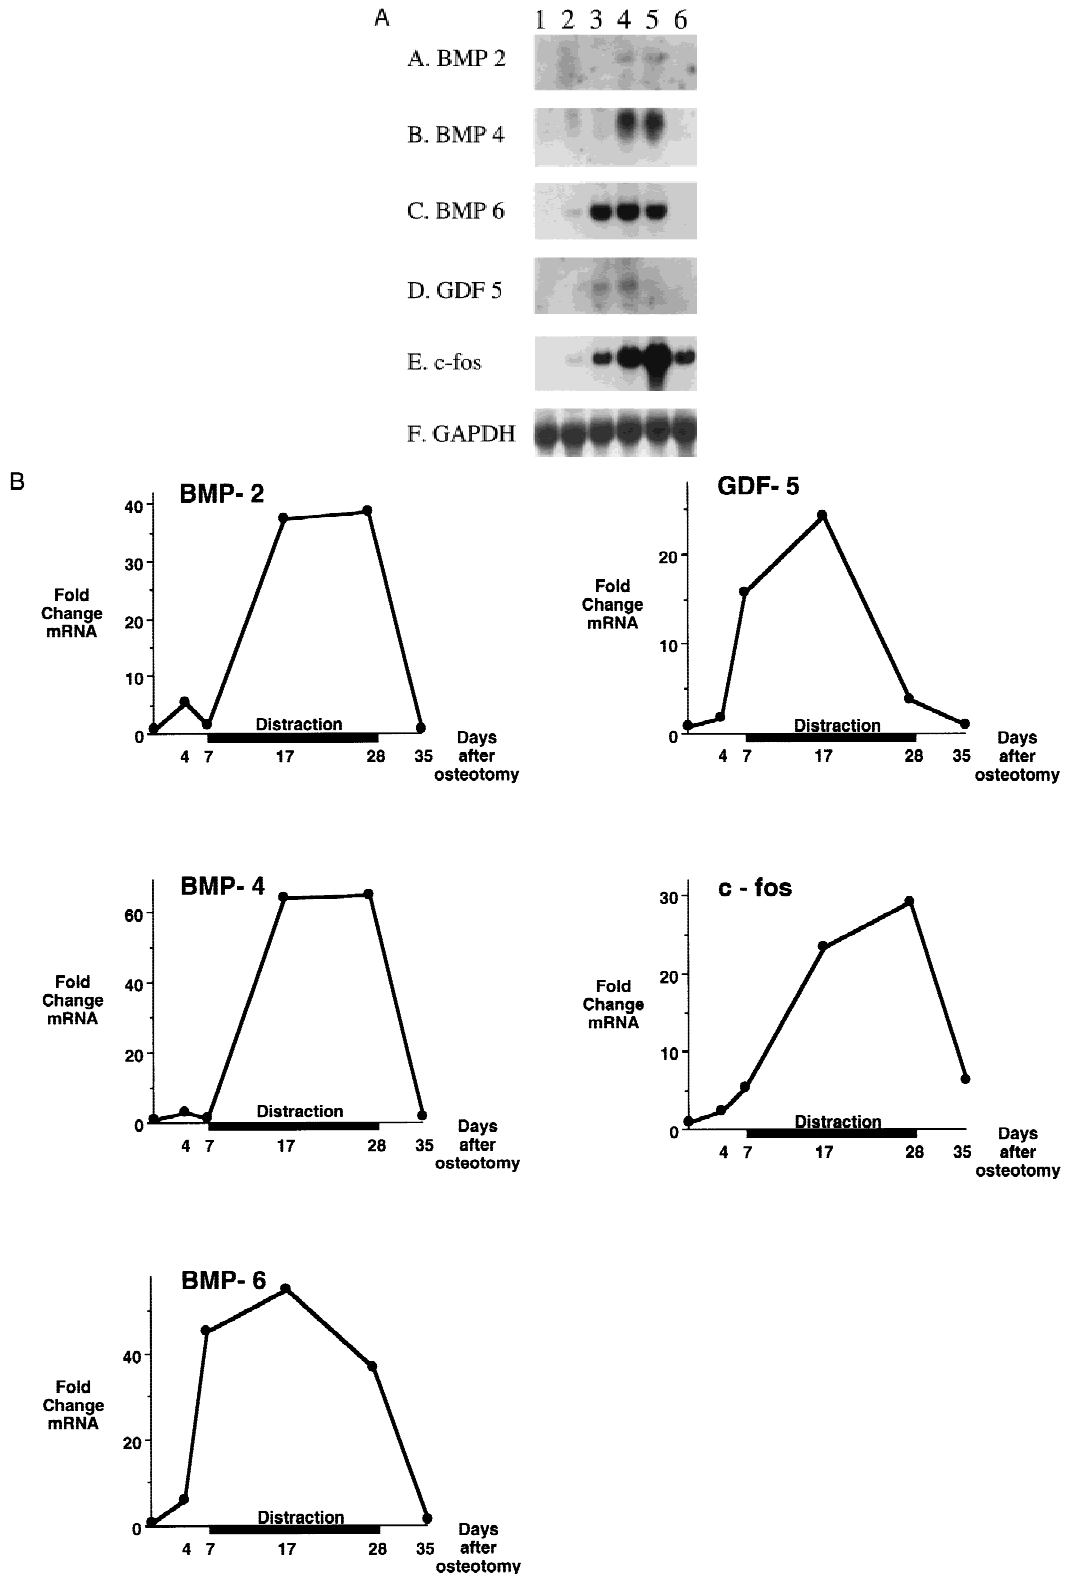 A
1 2 3 4 5 6
A. BMP 2
B. BMP 4
C. BMP 6
D. GDF 5
E. c-fos
F. GAPDH
B
BMP- 2
40
30
20
10
0
Fold
Change
mRNA
Distraction
4 7 17 28 35
Days
after
osteotomy
GDF- 5
20
10
0
Fold
Change
mRNA
Distraction
4 7 17 28 35
Days
after
osteotomy
BMP- 4
60
40
20
0
Fold
Change
mRNA
Distraction
4 7 17 28 35
Days
after
osteotomy
c - fos
30
20
10
0
Fold
Change
mRNA
Distraction
4 7 17 28 35
Days
after
osteotomy
BMP- 6
40
20
0
Fold
Change
mRNA
Distraction
4 7 17 28 35
Days
after
osteotomy